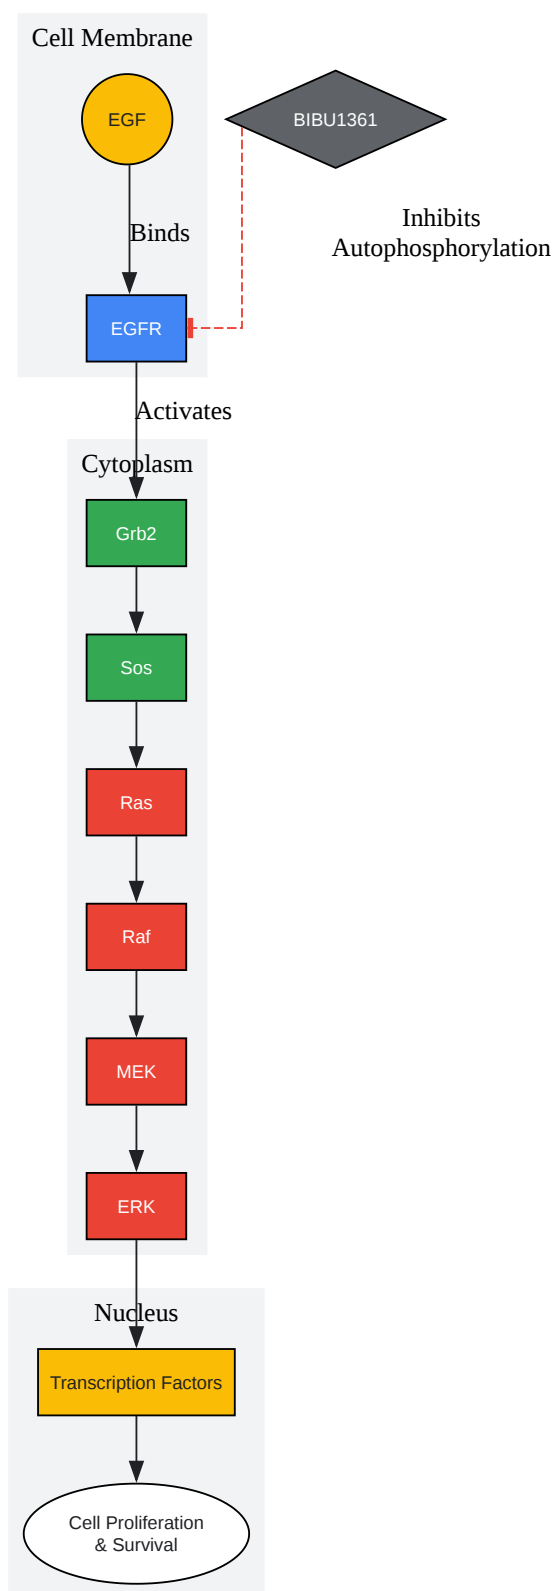 Cell Membrane
EGF
BIBU1361
Inhibits
Autophosphorylation
Binds
EGFR
Activates
Cytoplasm
Grb2
Sos
Ras
Raf
MEK
ERK
Nucleus
Transcription Factors
Cell Proliferation
& Survival